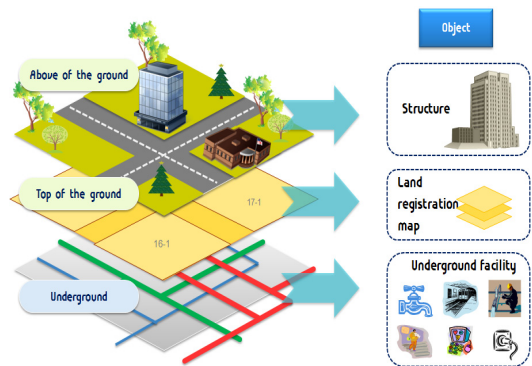 Object
Above of the ground
Structure
Top of the ground
17-1
16-1
Land
registration
map
Underground
Underground facility